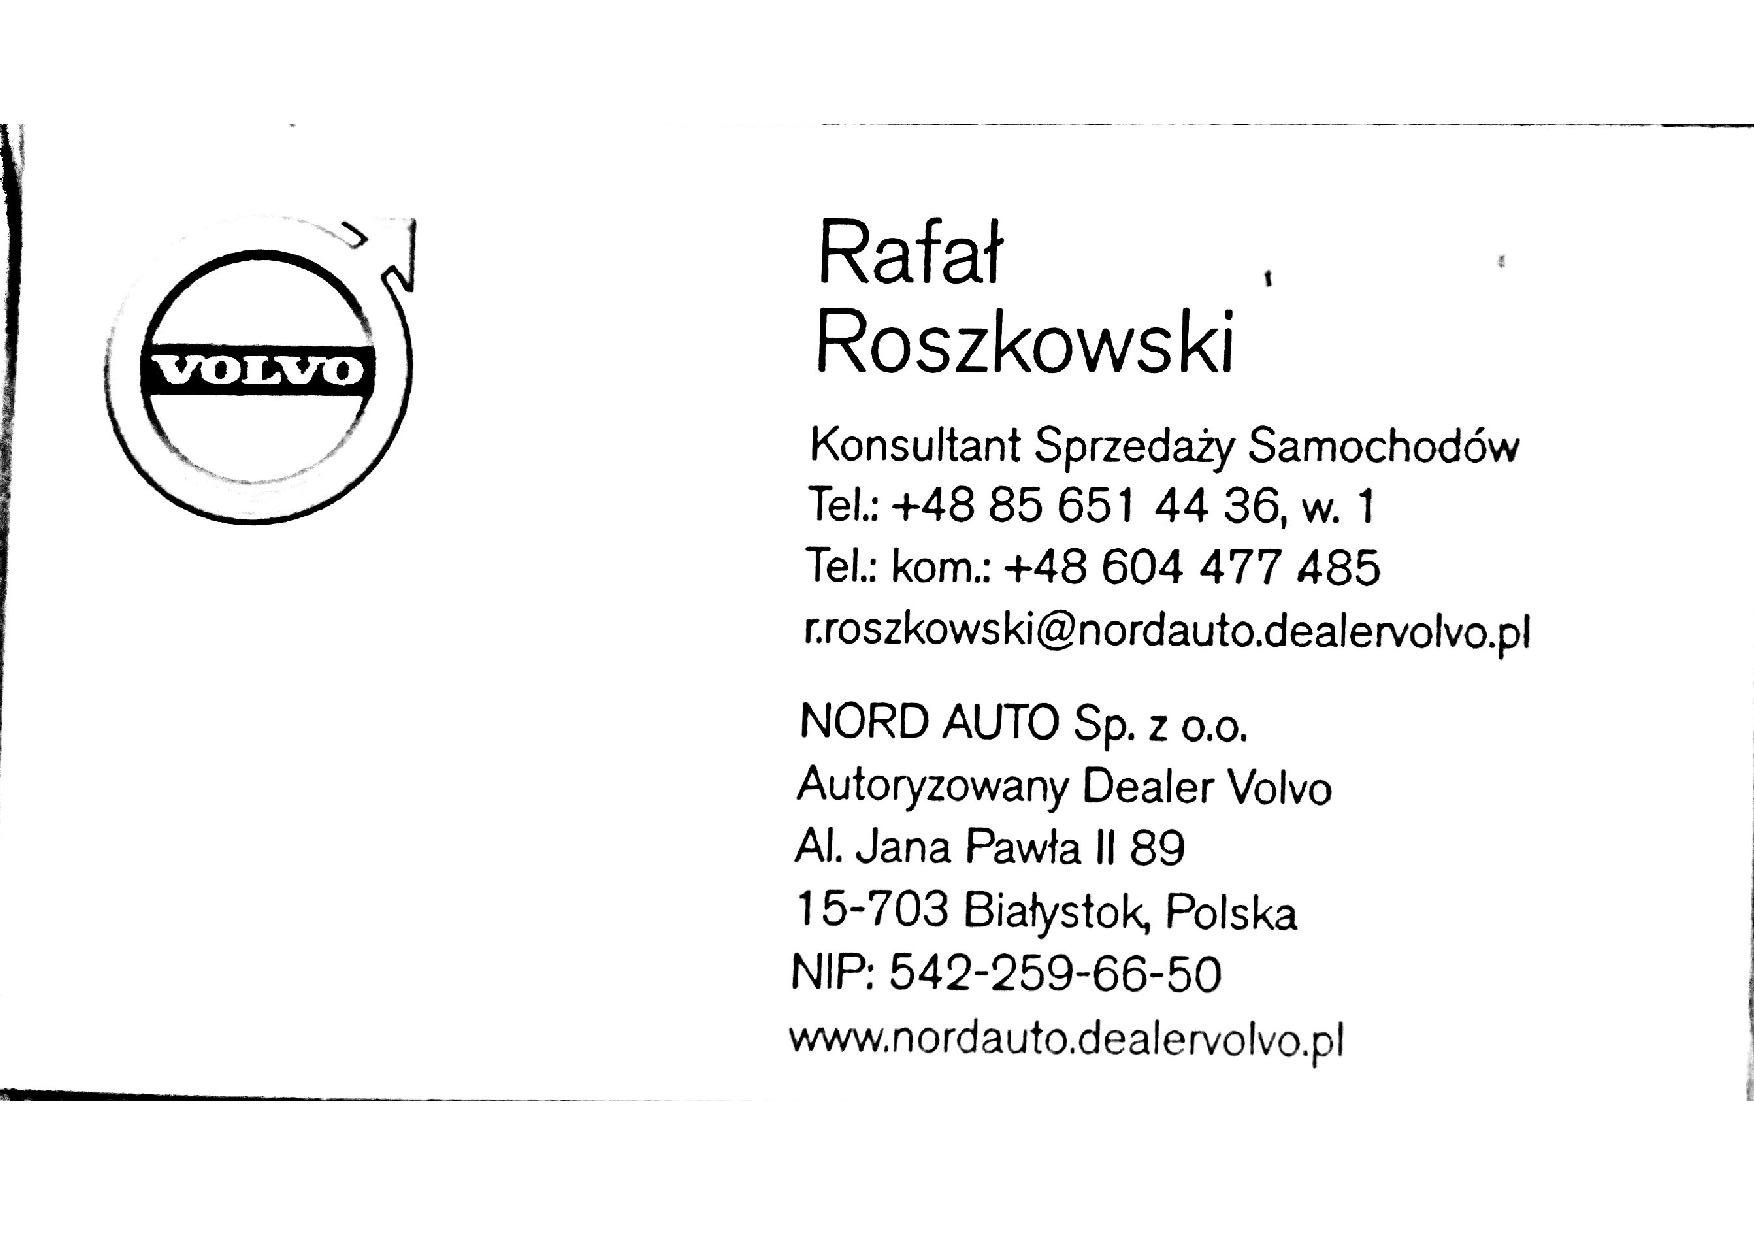 VOLVO
Rafał
Roszkowski
Konsultant Sprzedaży Samochodów
Tel.: +48 85 651 44 36, w. 1
Tel.: kom.: +48 604 477 485
r.roszkowski@nordauto.dealervolvo.pl
NORD AUTO Sp. z o.o.
Autoryzowany Dealer Volvo
Al. Jana Pawła II 89
15-703 Białystok, Polska
NIP: 542-259-66-50
www.nordauto.dealervolvo.pl